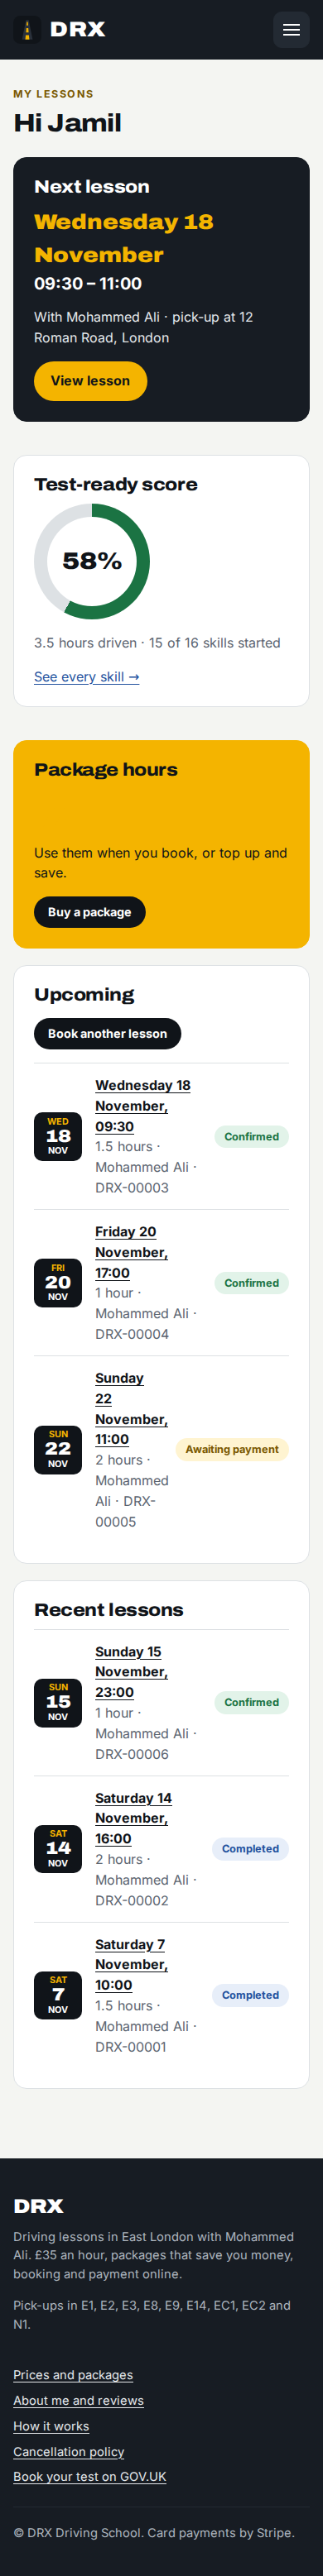 DRX
MY LESSONS
Hi Jamil
Next lesson
Wednesday 18
November
09:30 – 11:00
With Mohammed Ali · pick-up at 12
Roman Road, London
View lesson
Test-ready score
58%
3.5 hours driven · 15 of 16 skills started
See every skill →
Package hours
Use them when you book, or top up and
save.
Buy a package
Upcoming
Book another lesson
WED
18
NOV
Wednesday 18
November,
09:30
1.5 hours ·
Mohammed Ali ·
DRX-00003
Confirmed
FRI
20
NOV
Friday 20
November,
17:00
1 hour ·
Mohammed Ali ·
DRX-00004
Confirmed
SUN
22
NOV
Sunday
22
November,
11:00
2 hours ·
Mohammed
Ali · DRX-
00005
Awaiting payment
Recent lessons
SUN
15
NOV
Sunday 15
November,
23:00
1 hour ·
Mohammed Ali ·
DRX-00006
Confirmed
SAT
14
NOV
Saturday 14
November,
16:00
2 hours ·
Mohammed Ali ·
DRX-00002
Completed
SAT
7
NOV
Saturday 7
November,
10:00
1.5 hours ·
Mohammed Ali ·
DRX-00001
Completed
DRX
Driving lessons in East London with Mohammed
Ali. £35 an hour, packages that save you money,
booking and payment online.
Pick-ups in E1, E2, E3, E8, E9, E14, EC1, EC2 and
N1.
Prices and packages
About me and reviews
How it works
Cancellation policy
Book your test on GOV.UK
© DRX Driving School. Card payments by Stripe.